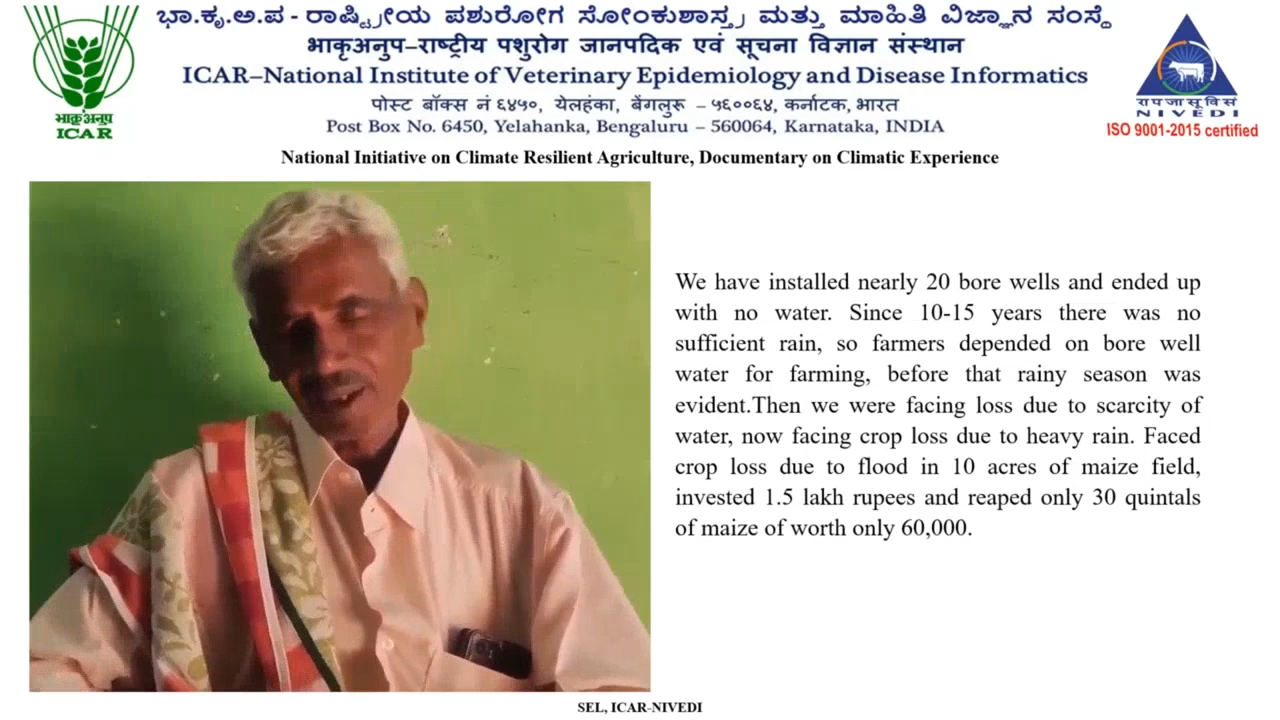 ಭಾ.ಕೃ.ಅ.ಪ - ರಾಷ್ಟ್ರೀಯ ಪಶುರೋಗ ಸೋಂಕುಶಾಸ್ತ್ರ ಮತ್ತು ಮಾಹಿತಿ ವಿಜ್ಞಾನ ಸಂಸ್ಥೆ
भाकृअनुप–राष्ट्रीय पशुरोग जानपदिक एवं सूचना विज्ञान संस्थान
ICAR–National Institute of Veterinary Epidemiology and Disease Informatics
पोस्ट बॉक्स नं ६४५०, येलहंका, बेंगलुरू – ५६००६४, कर्नाटक, भारत
Post Box No. 6450, Yelahanka, Bengaluru – 560064, Karnataka, INDIA
भाकृअनुप
ICAR
रापजासूविसं
NIVEDI
ISO 9001-2015 certified
National Initiative on Climate Resilient Agriculture, Documentary on Climatic Experience
We have installed nearly 20 bore wells and ended up
with no water. Since 10-15 years there was no
sufficient rain, so farmers depended on bore well
water for farming, before that rainy season was
evident.Then we were facing loss due to scarcity of
water, now facing crop loss due to heavy rain. Faced
crop loss due to flood in 10 acres of maize field,
invested 1.5 lakh rupees and reaped only 30 quintals
of maize of worth only 60,000.
SEL, ICAR-NIVEDI